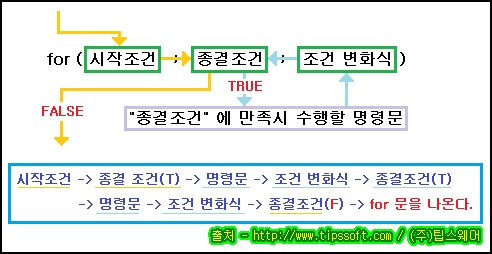 for ( 시작조건 ; 종결조건 ; 조건 변화식 )
FALSE
TRUE
"종결조건" 에 만족시 수행할 명령문
시작조건 -> 종결 조건(T) -> 명령문 -> 조건 변화식 -> 종결조건(T)
-> 명령문 -> 조건 변화식 -> 종결조건(F) -> for 문을 나온다.
출처 - http://www.tipssoft.com / (주)팁스웨어